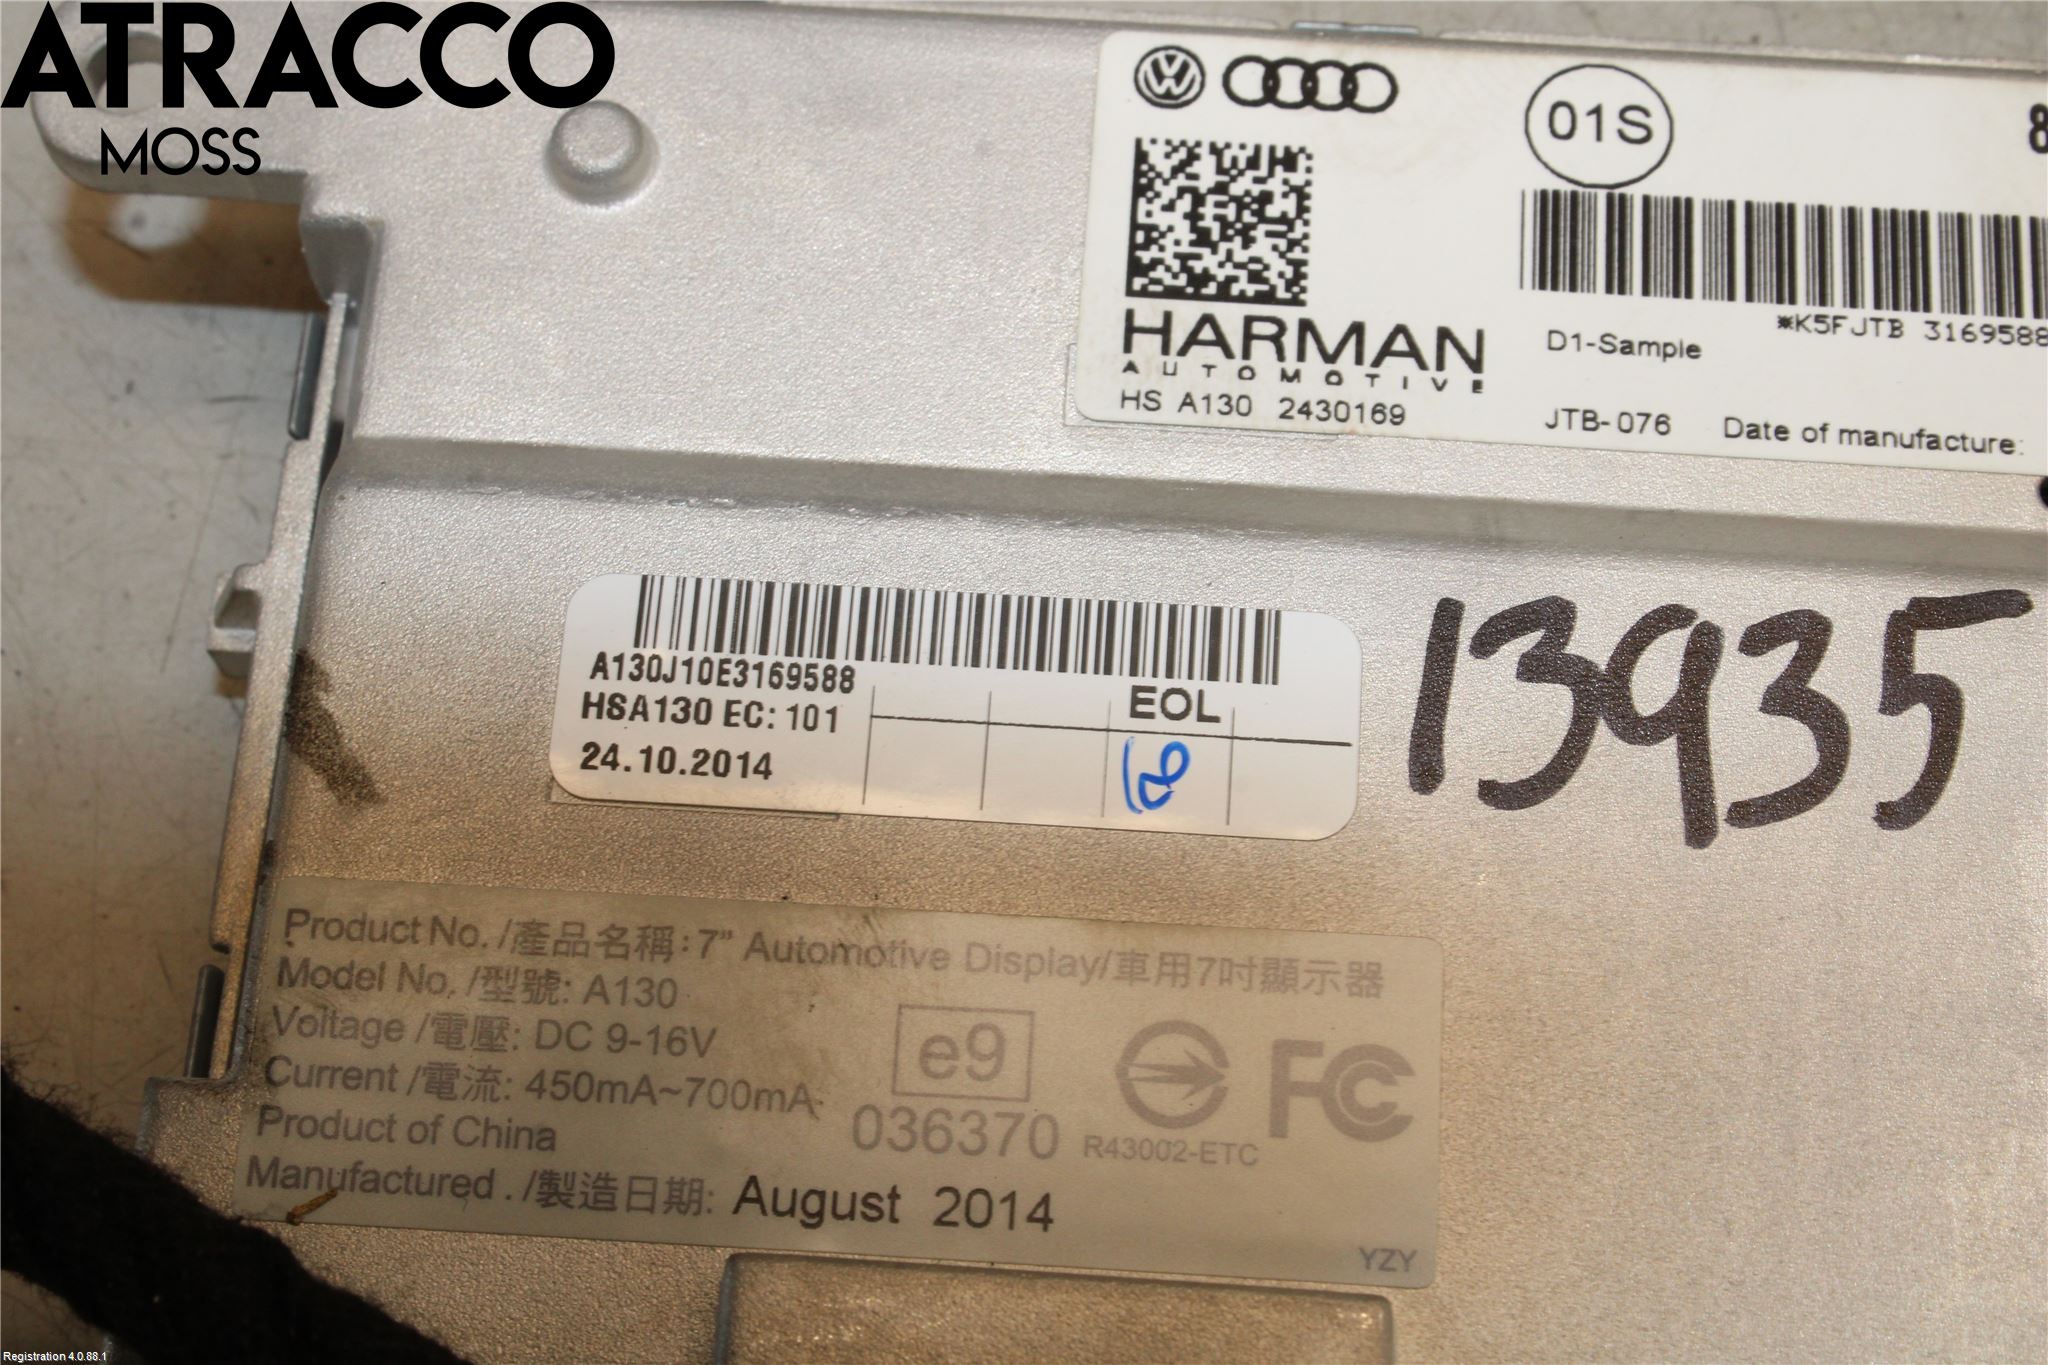 ATRACCO
MOSS
01S
8
HARMAN
AUTOMOTIVE
HS A130 2430169
D1-Sample
*K5FJTB 3169588
JTB-076
Date of manufacture:
A130J10E3169588
HSA130 EC: 101
24.10.2014
EOL
13935
Product No. /產品名稱: 7" Automotive Display/車用7吋顯示器
Model No. /型號: A130
Voltage /電壓: DC 9-16V
Current /電流: 450mA~700mA
Product of China
Manufactured . /製造日期: August 2014
e9
036370
R43002-ETC
FC
YZY
Registration 4.0.88.1